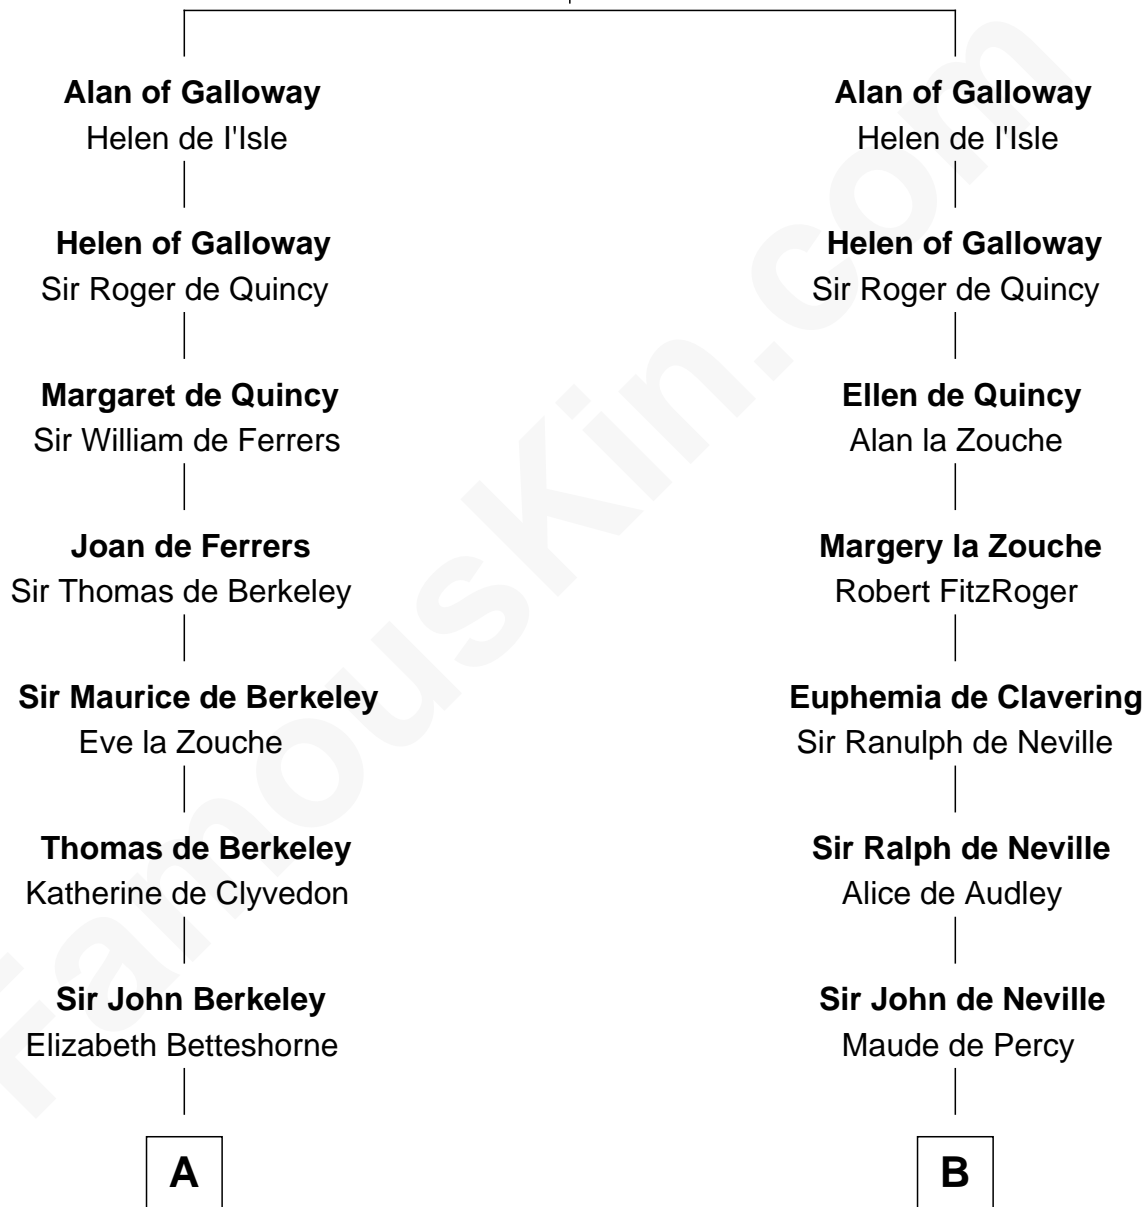 Alan of Galloway
Helen de I'Isle
Helen of Galloway
Sir Roger de Quincy
Margaret de Quincy
Sir William de Ferrers
Joan de Ferrers
Sir Thomas de Berkeley
Sir Maurice de Berkeley
Eve la Zouche
Thomas de Berkeley
Katherine de Clyvedon
Sir John Berkeley
Elizabeth Betteshorne
A
Alan of Galloway
Helen de I'Isle
Helen of Galloway
Sir Roger de Quincy
Ellen de Quincy
Alan la Zouche
Margery la Zouche
Robert FitzRoger
Euphemia de Clavering
Sir Ranulph de Neville
Sir Ralph de Neville
Alice de Audley
Sir John de Neville
Maude de Percy
B
FamousKin.com